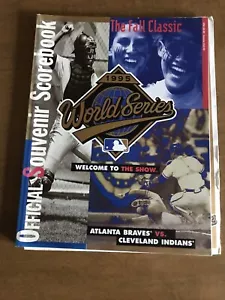 The Fall Classic
OFFICIAL SOUVENIR SCOREBOOK
1995
World Series
WELCOME TO THE SHOW.
ATLANTA BRAVES VS.
CLEVELAND INDIANS